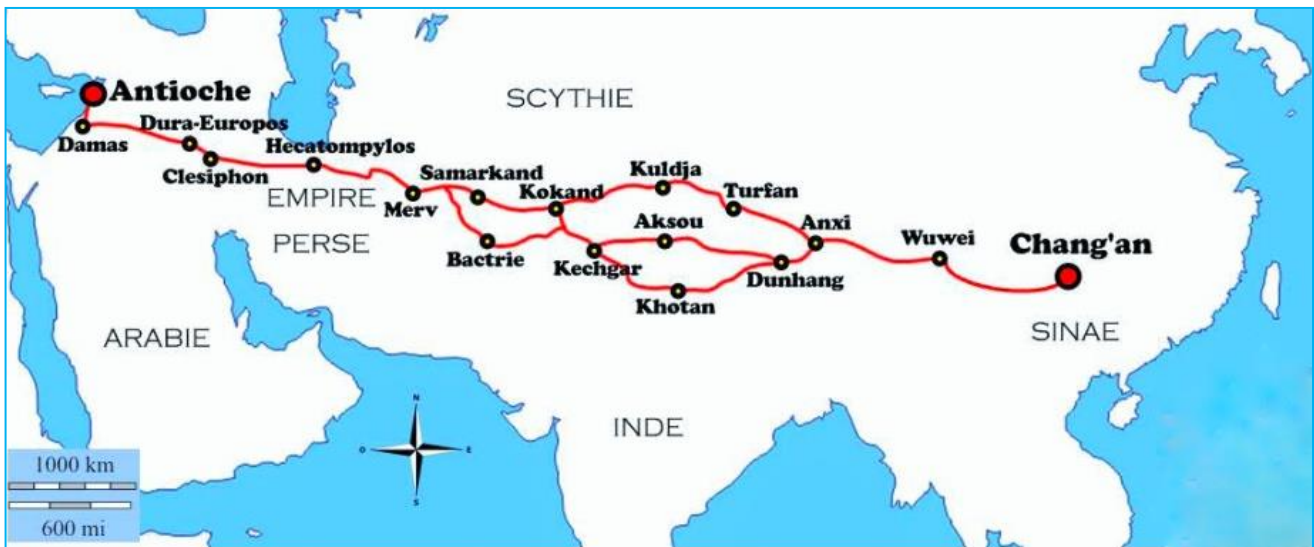 Antioche
Dura-Europos
Damas
Clesiphon
Hecatompylos
SCYTHIE
EMPIRE
PERSE
Merv
Samarkand
Bactrie
Kokand
Kuldja
Turfan
Aksou
Kechgar
Khotan
Anxi
Dunhang
Wuwei
Chang'an
SINAE
ARABIE
INDE
N
O
E
S
1000 km
600 mi